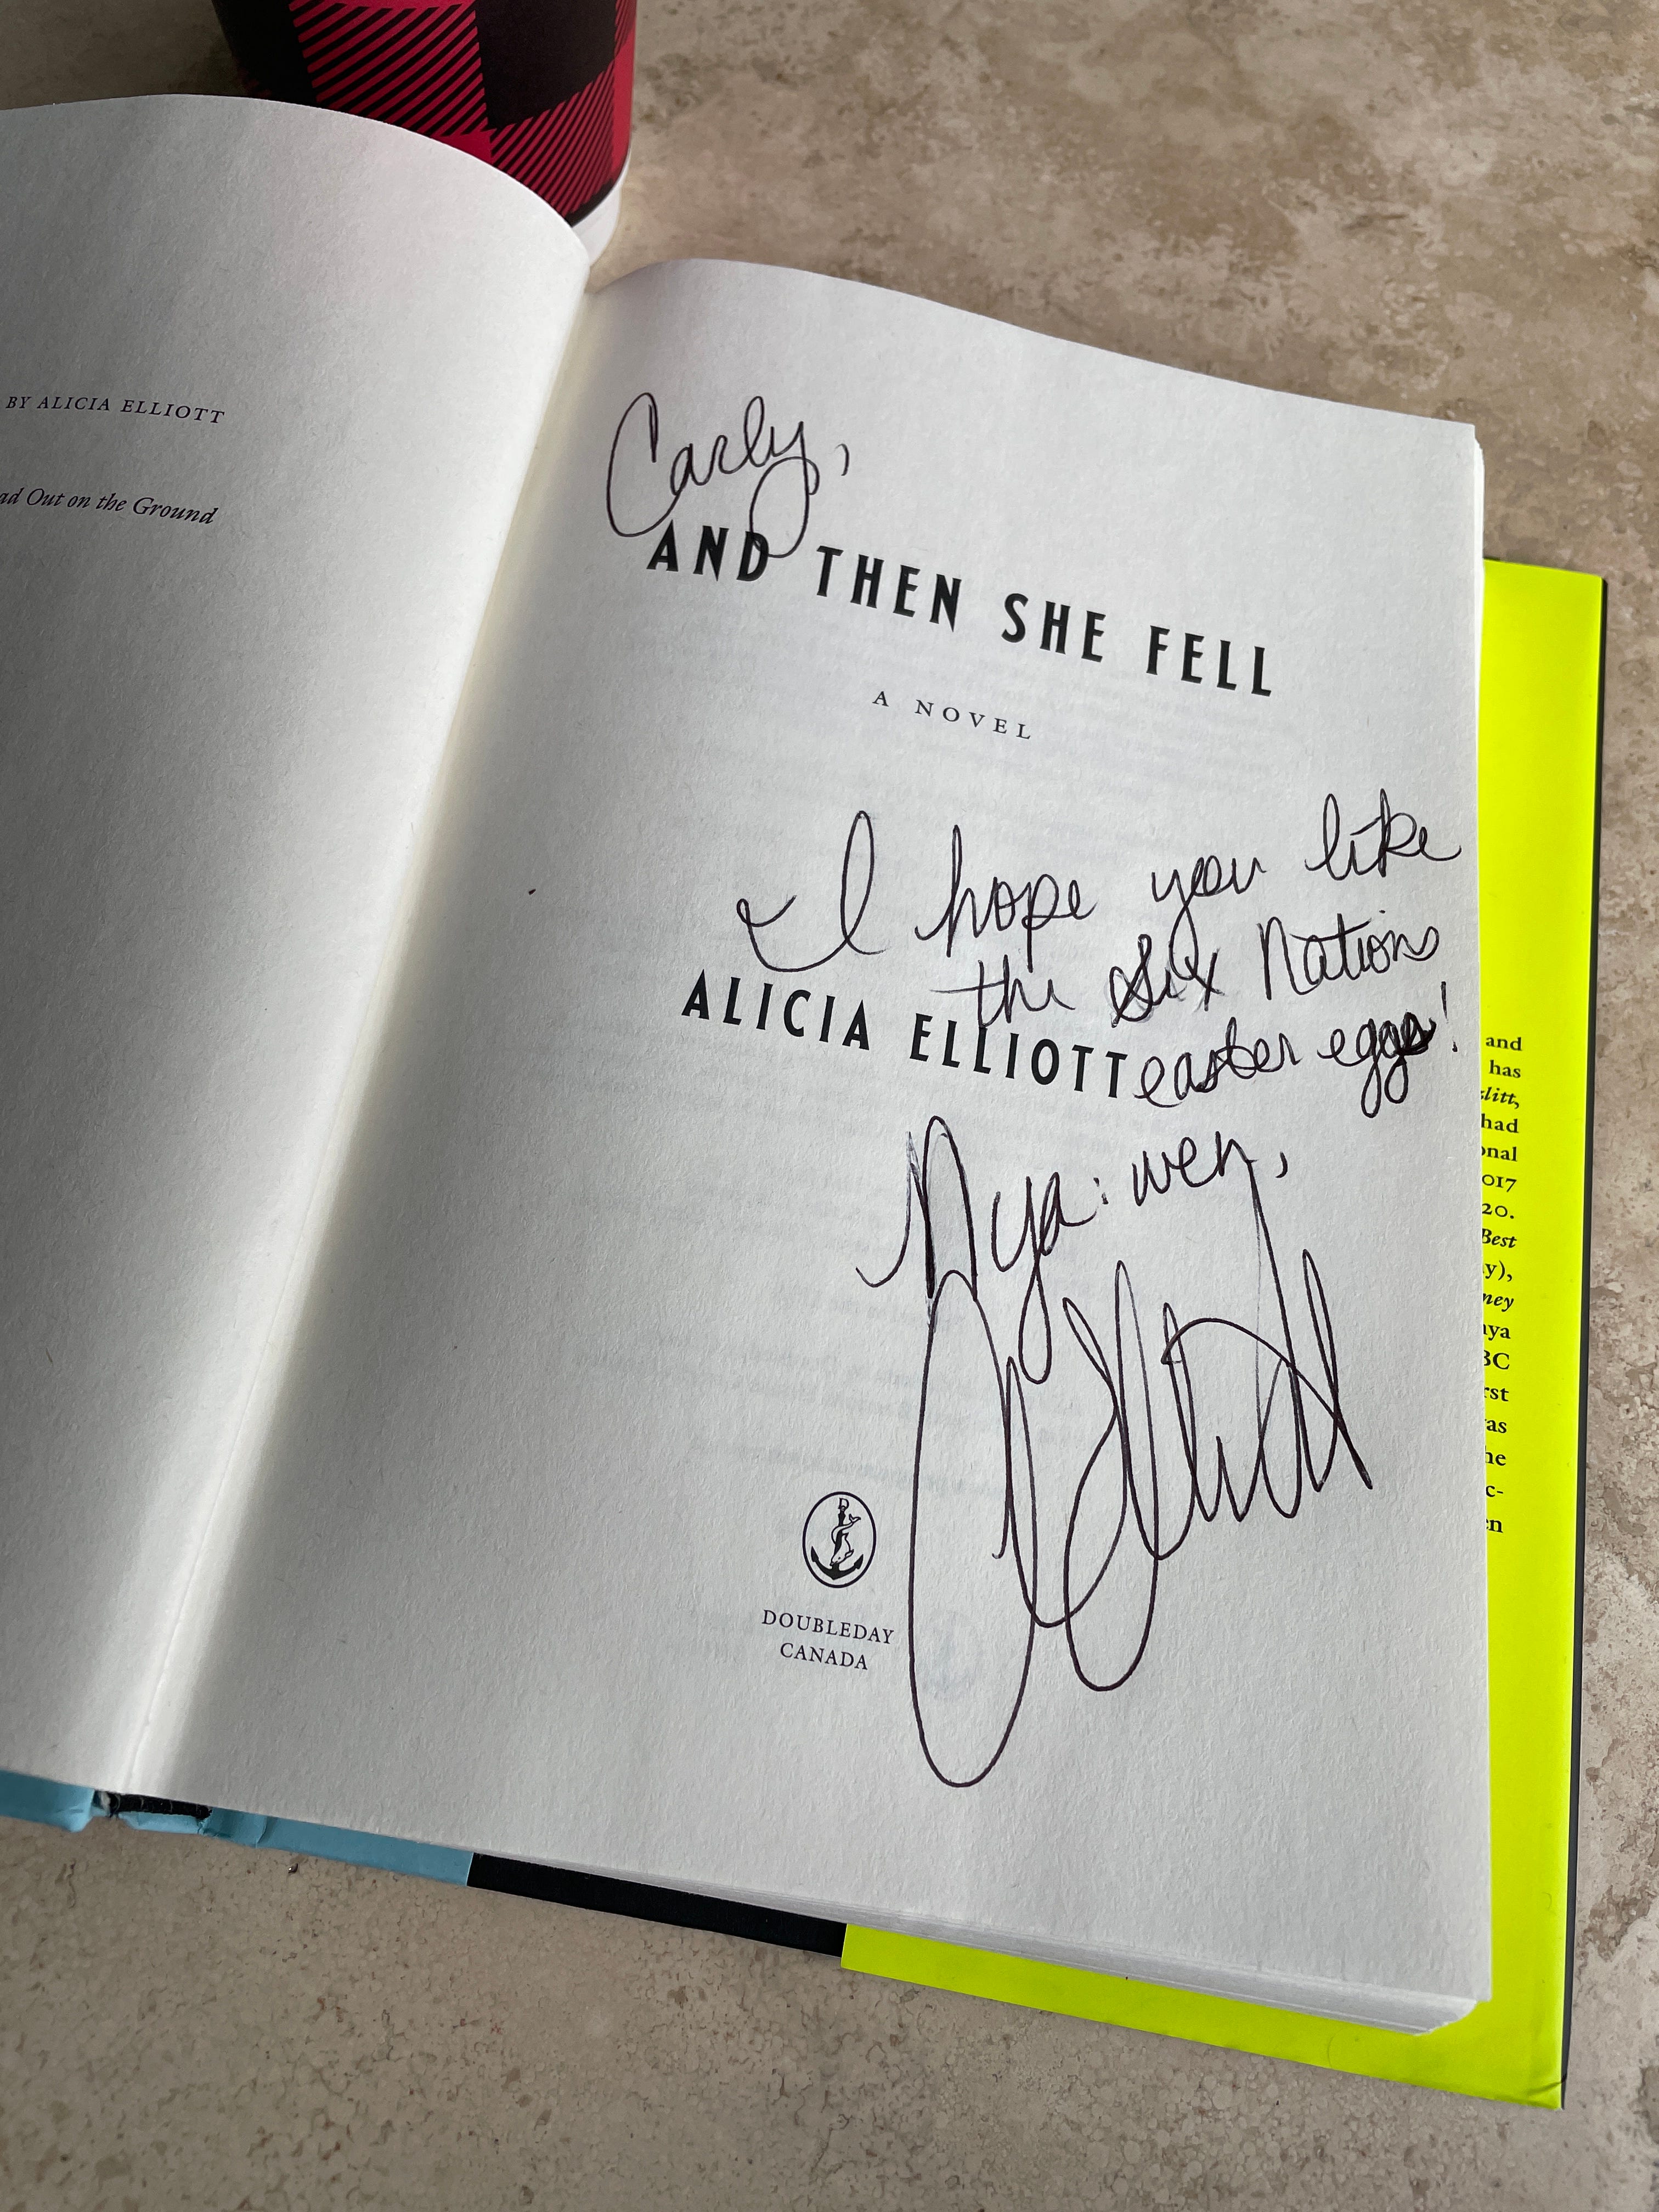 BY ALICIA ELLIOTT
ad Out on the Ground
Carly,
AND THEN SHE FELL
A NOVEL
I hope you like
the Six Nations
easter eggs!
ALICIA ELLIOTT
Nya:wen,
DOUBLEDAY
CANADA
and
has
litt,
had
onal
017
20.
Best
y),
ney
nya
BC
rst
as
he
c-
en